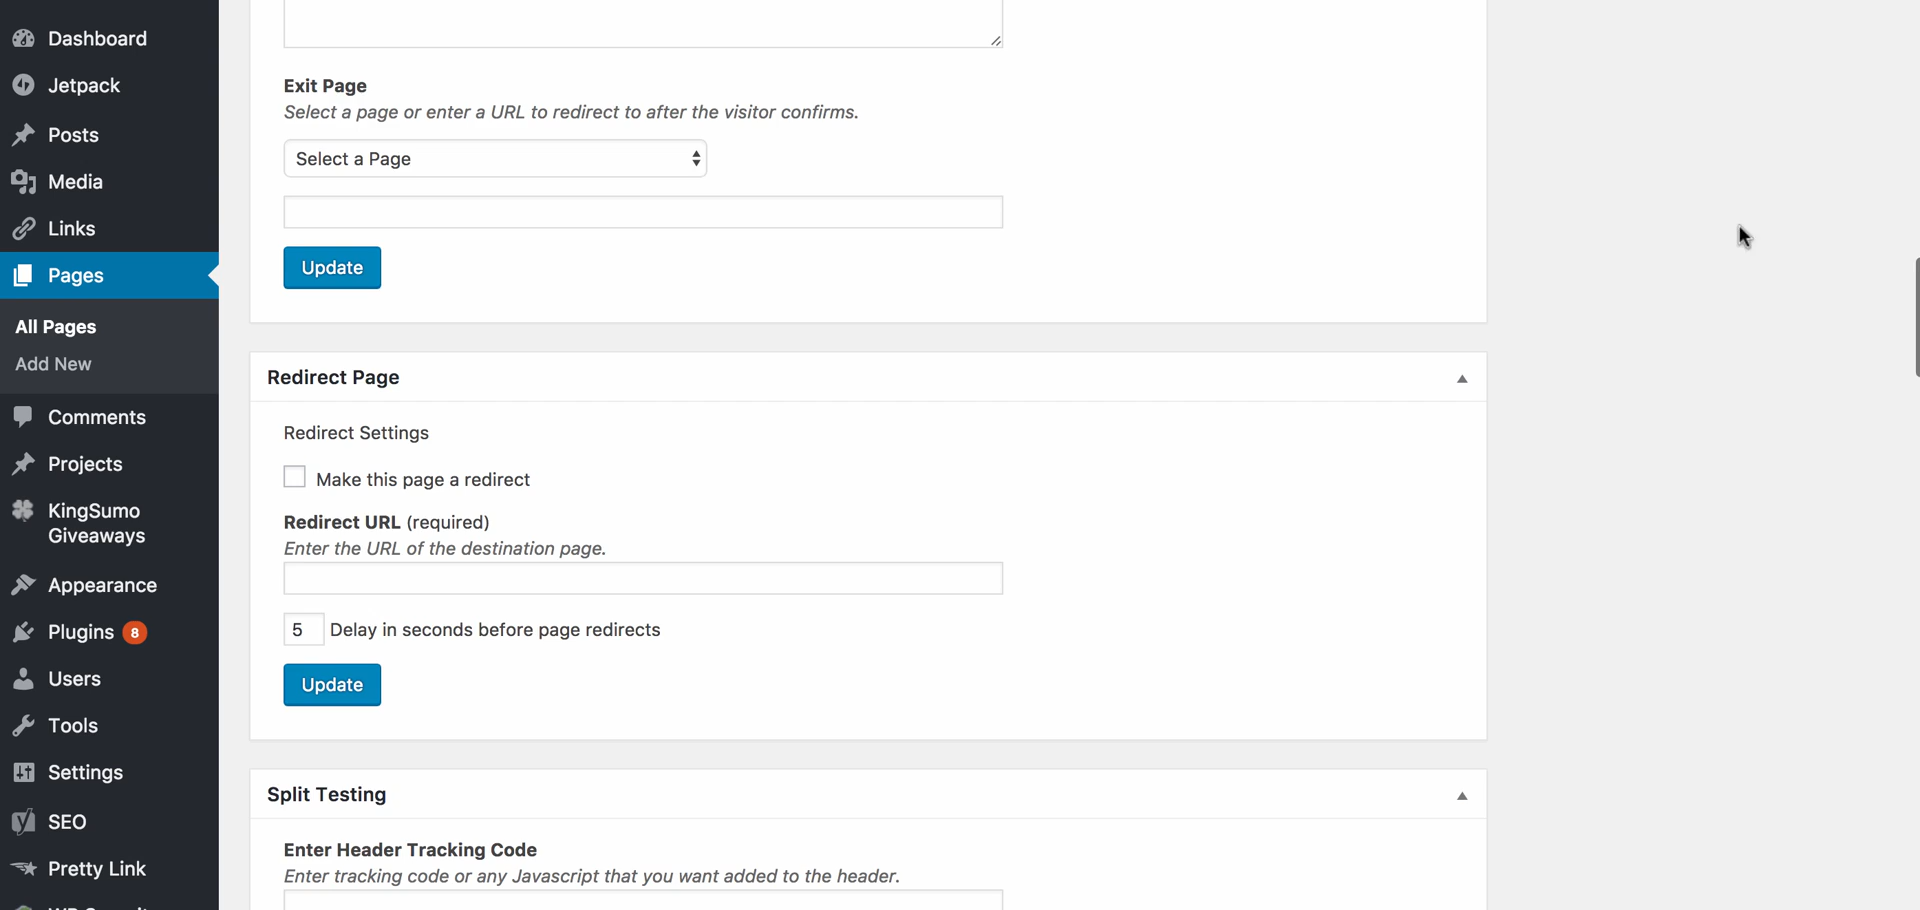 Dashboard
Jetpack
Posts
Media
Links
Pages
All Pages
Add New
Comments
Projects
KingSumo
Giveaways
Appearance
Plugins 8
Users
Tools
Settings
SEO
Pretty Link
Exit Page
Select a page or enter a URL to redirect to after the visitor confirms.
Select a Page
Update
Redirect Page
Redirect Settings
Make this page a redirect
Redirect URL (required)
Enter the URL of the destination page.
5 Delay in seconds before page redirects
Update
Split Testing
Enter Header Tracking Code
Enter tracking code or any Javascript that you want added to the header.